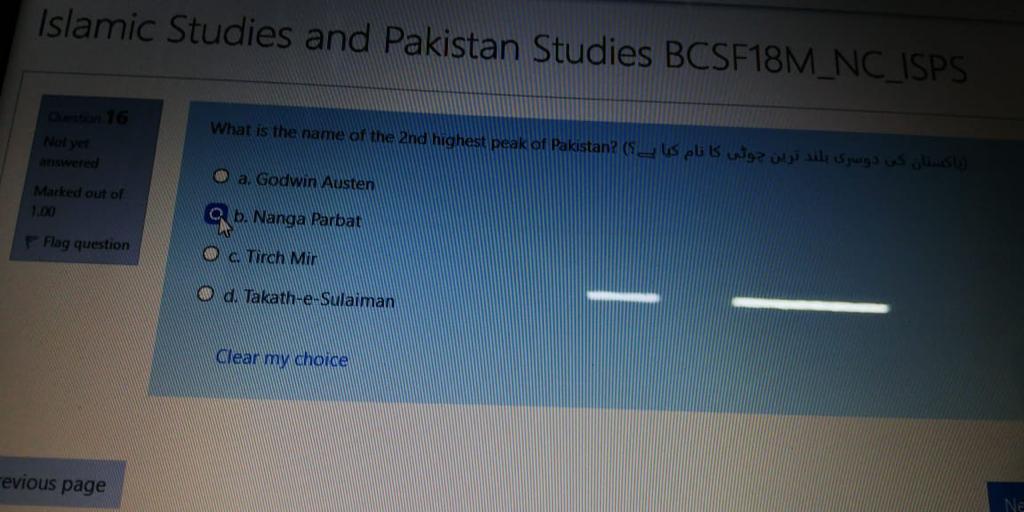 Islamic Studies and Pakistan Studies BCSF18M_NC_ISPS
Question 16
Not yet
answered
Marked out of
1.00
Flag question
What is the name of the 2nd highest peak of Pakistan? (پاکستان کی دوسری بلند ترین چوٹی کا نام کیا ہے؟)
a. Godwin Austen
b. Nanga Parbat
c. Tirch Mir
d. Takath-e-Sulaiman
Clear my choice
evious page
Ne